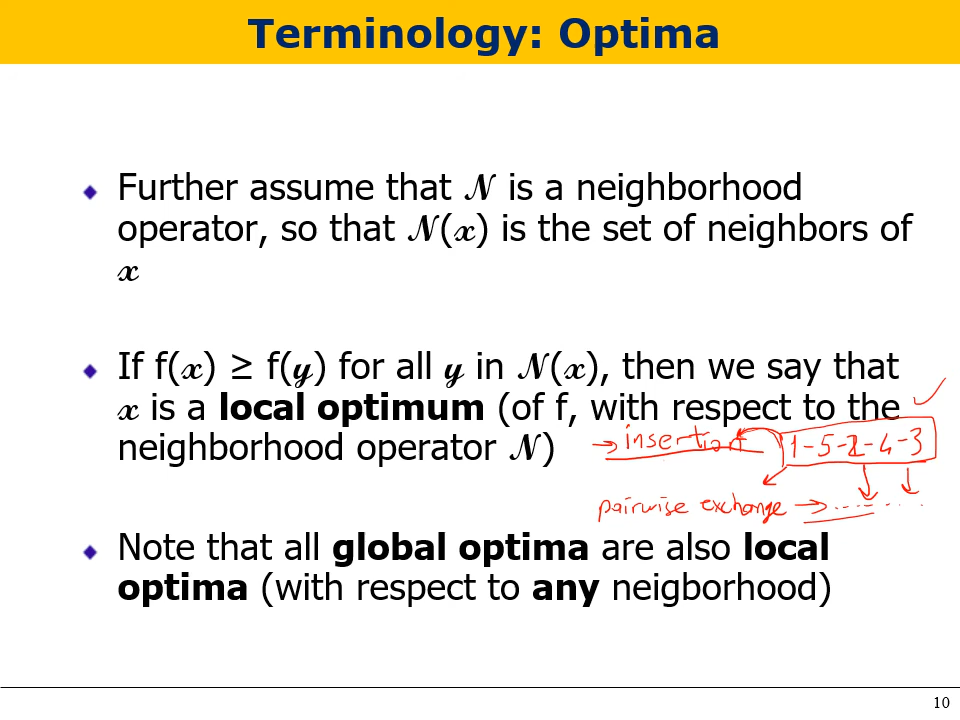 Terminology: Optima
Further assume that 𝒩 is a neighborhood
operator, so that 𝒩(𝓍) is the set of neighbors of
𝓍
If f(𝓍) ≥ f(𝓎) for all 𝓎 in 𝒩(𝓍), then we say that
𝓍 is a local optimum (of f, with respect to the
neighborhood operator 𝒩)
→ insertion 1-5-2-4-3
pairwise exchange →
Note that all global optima are also local
optima (with respect to any neigborhood)
10